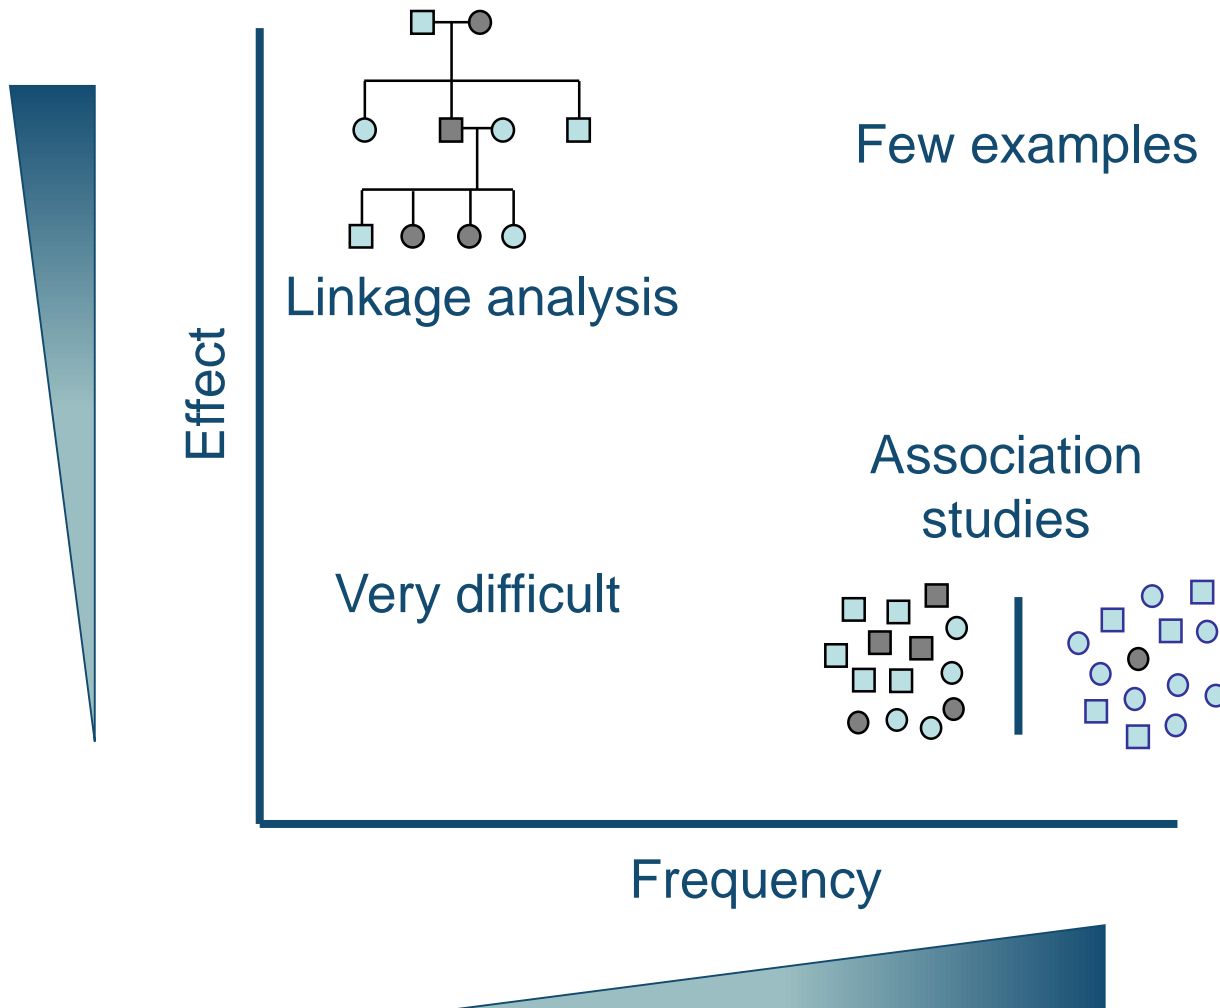 Few examples
Linkage analysis
Effect
Association
studies
Very difficult
Frequency